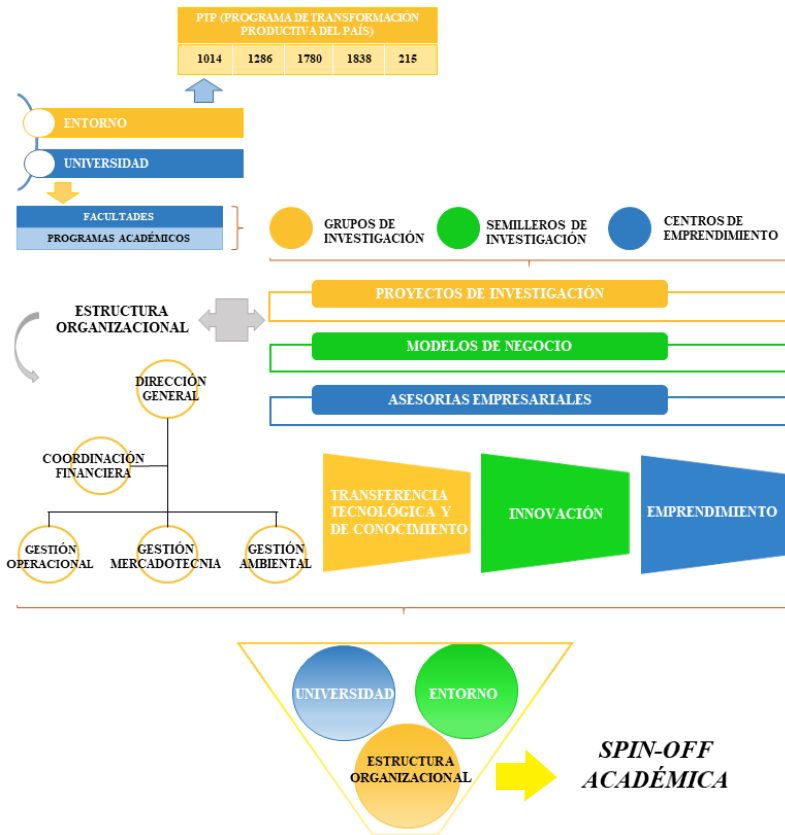 PTP (PROGRAMA DE TRANSFORMACIÓN
PRODUCTIVA DEL PAÍS)
1014 1286 1780 1838 215
ENTORNO
UNIVERSIDAD
FACULTADES
PROGRAMAS ACADÉMICOS
GRUPOS DE
INVESTIGACIÓN
SEMILLEROS DE
INVESTIGACIÓN
CENTROS DE
EMPRENDIMIENTO
ESTRUCTURA
ORGANIZACIONAL
PROYECTOS DE INVESTIGACIÓN
MODELOS DE NEGOCIO
ASESORIAS EMPRESARIALES
DIRECCIÓN
GENERAL
COORDINACIÓN
FINANCIERA
GESTIÓN
OPERACIONAL
GESTIÓN
MERCADOTECNIA
GESTIÓN
AMBIENTAL
TRANSFERENCIA
TECNOLÓGICA Y
DE CONOCIMIENTO
INNOVACIÓN
EMPRENDIMIENTO
UNIVERSIDAD
ENTORNO
ESTRUCTURA
ORGANIZACIONAL
SPIN-OFF
ACADÉMICA